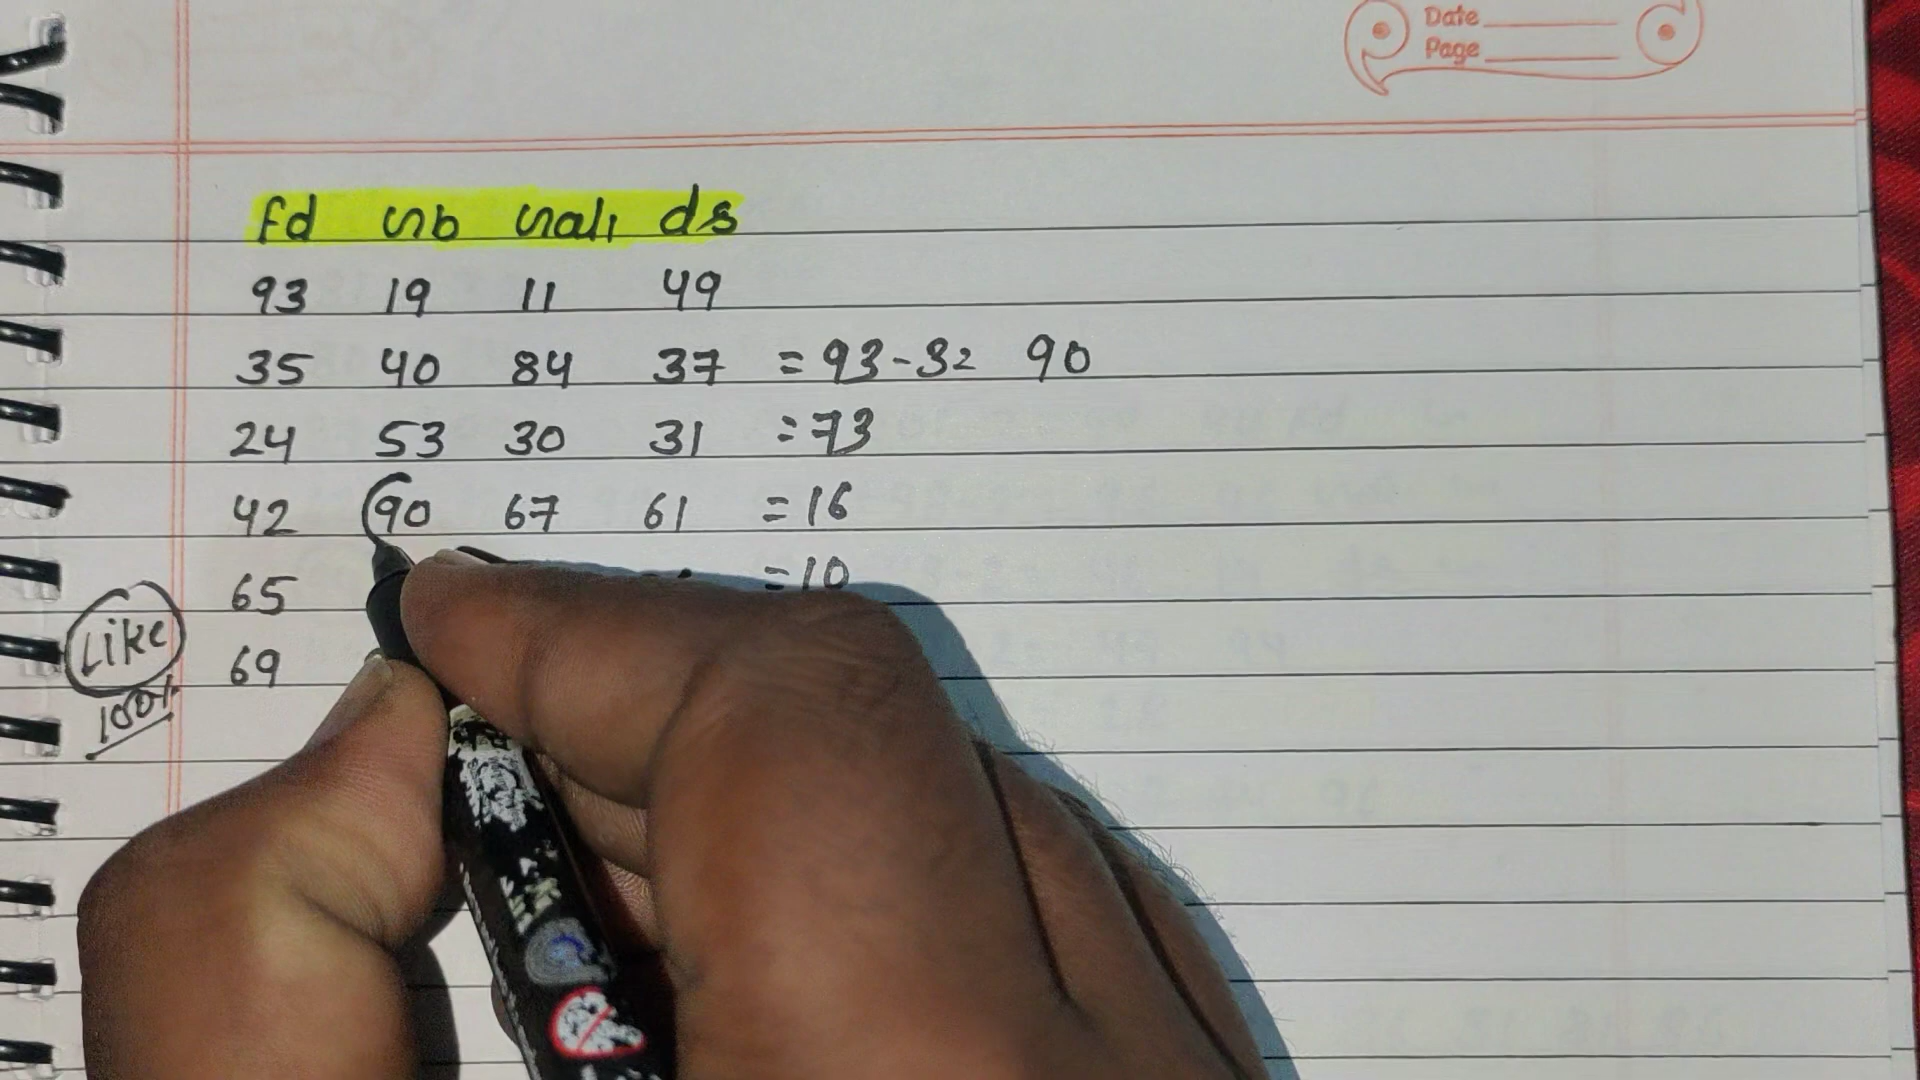 Date
Page
Fd Gb Gali ds
93 19 11 49
35 40 84 37 = 93-32 90
24 53 30 31 = 73
42 90 67 61 = 16
65 = 10
69
Like
100%